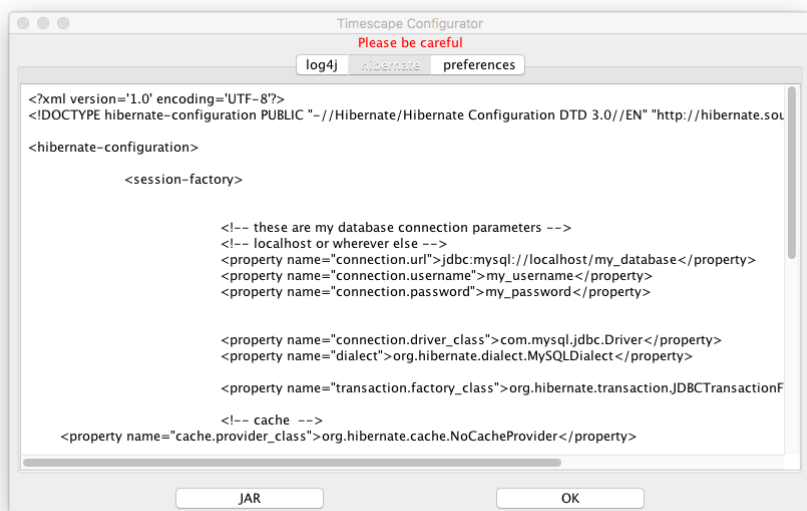 Timescape Configurator
Please be careful
log4j hibernate preferences
<?xml version='1.0' encoding='UTF-8'?>
<!DOCTYPE hibernate-configuration PUBLIC "-//Hibernate/Hibernate Configuration DTD 3.0//EN" "http://hibernate.sou
<hibernate-configuration>
<session-factory>
<!-- these are my database connection parameters -->
<!-- localhost or wherever else -->
<property name="connection.url">jdbc:mysql://localhost/my_database</property>
<property name="connection.username">my_username</property>
<property name="connection.password">my_password</property>
<property name="connection.driver_class">com.mysql.jdbc.Driver</property>
<property name="dialect">org.hibernate.dialect.MySQLDialect</property>
<property name="transaction.factory_class">org.hibernate.transaction.JDBCTransactionF
<!-- cache  -->
<property name="cache.provider_class">org.hibernate.cache.NoCacheProvider</property>
JAR OK